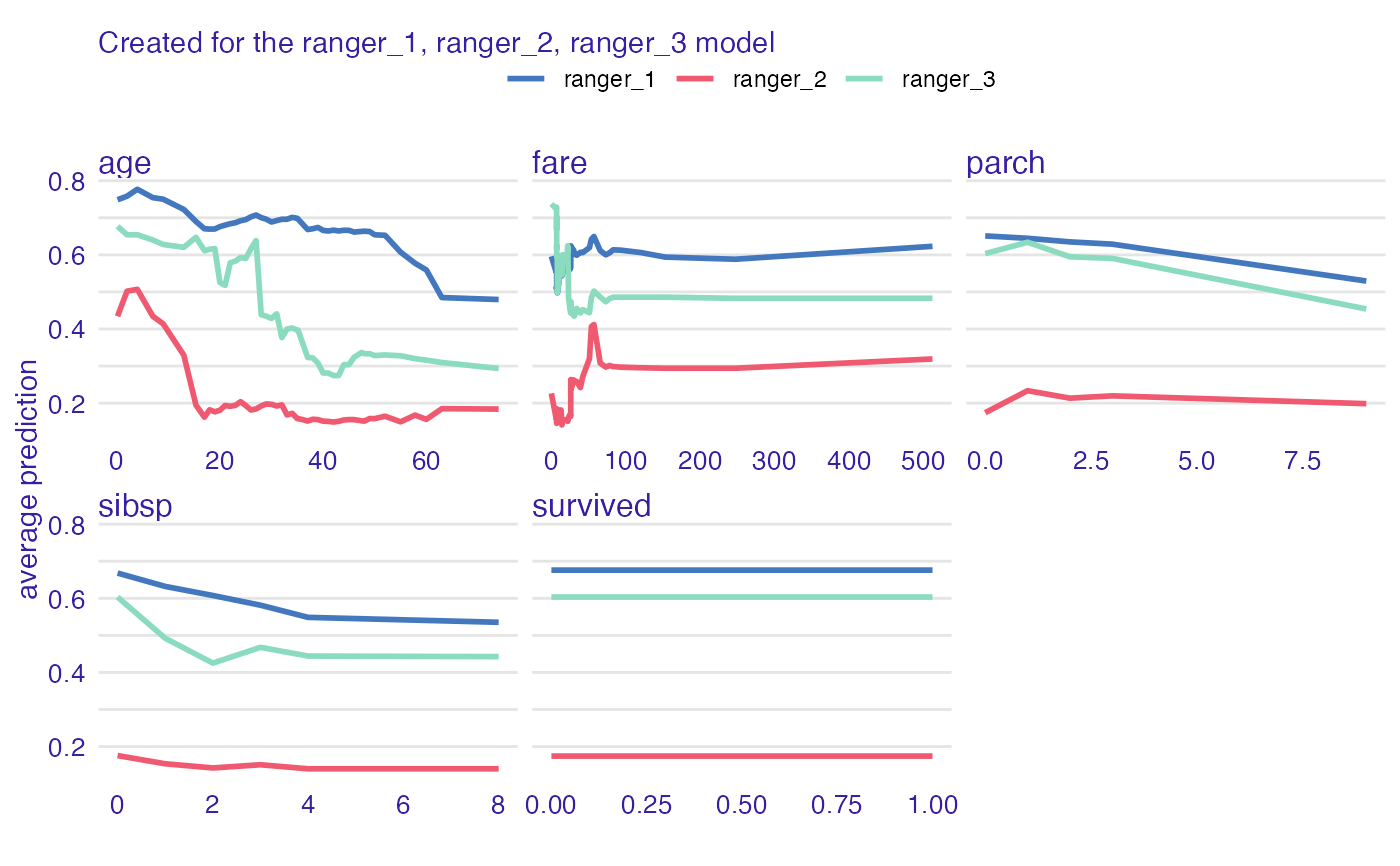 Created for the ranger_1, ranger_2, ranger_3 model
ranger_1 ranger_2 ranger_3
age fare parch
0.8
0.6
0.4
0.2
average prediction
0 20 40 60 0 100 200 300 400 500 0.0 2.5 5.0 7.5
sibsp survived
0.8
0.6
0.4
0.2
0 2 4 6 8 0.00 0.25 0.50 0.75 1.00